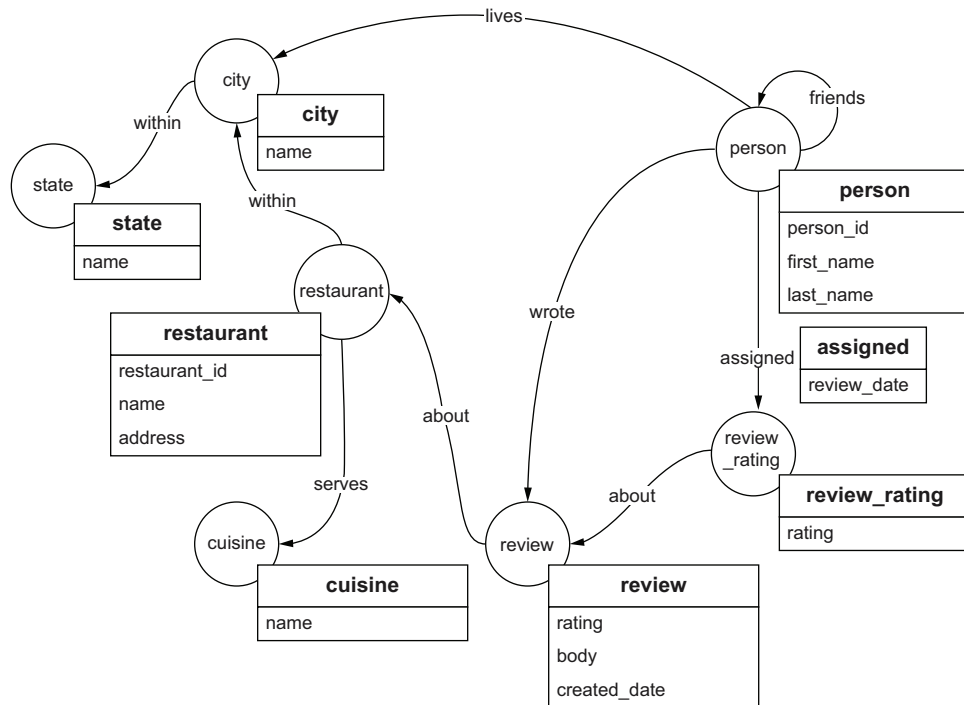 lives
city
friends
city
name
within
person
state
within
person
person_id
first_name
last_name
state
name
restaurant
wrote
restaurant
restaurant_id
name
address
assigned
assigned
review_date
about
review
_rating
serves
about
review_rating
rating
cuisine
review
cuisine
name
review
rating
body
created_date